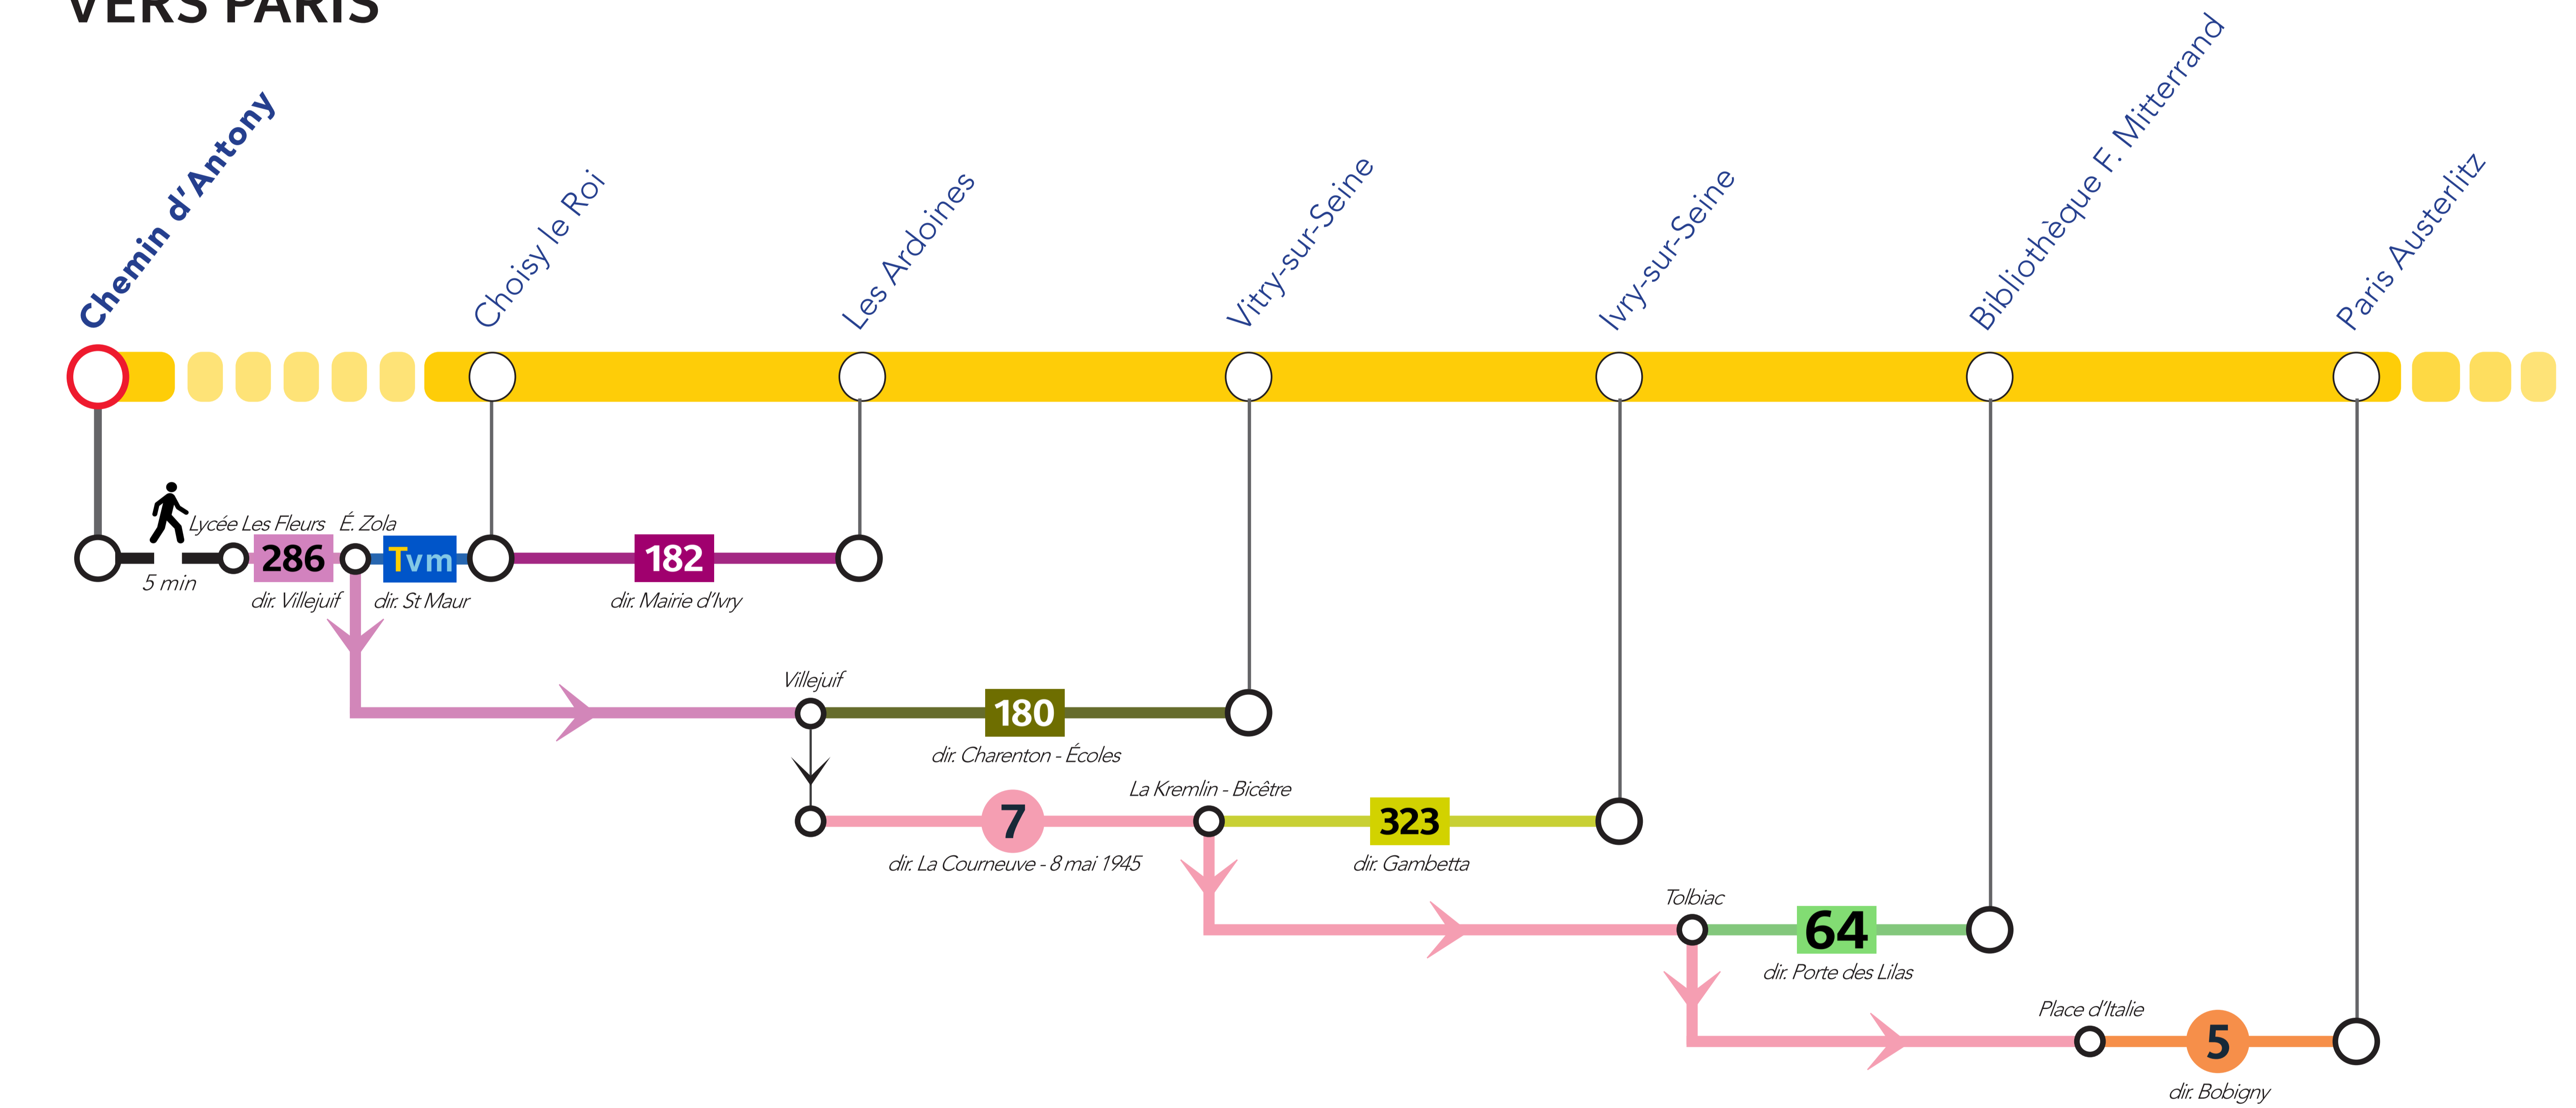 VERS PARIS
Chemin d'Antony
Choisy le Roi
Les Ardoines
Vitry-sur-Seine
Ivry-sur-Seine
Bibliothèque F. Mitterrand
Paris Austerlitz
Lycée Les Fleurs
É. Zola
286
Tvm
182
5 min
dir. Villejuif
dir. St Maur
dir. Mairie d'Ivry
Villejuif
180
dir. Charenton - Écoles
La Kremlin - Bicêtre
7
323
dir. La Courneuve - 8 mai 1945
dir. Gambetta
Tolbiac
64
dir. Porte des Lilas
Place d'Italie
5
dir. Bobigny